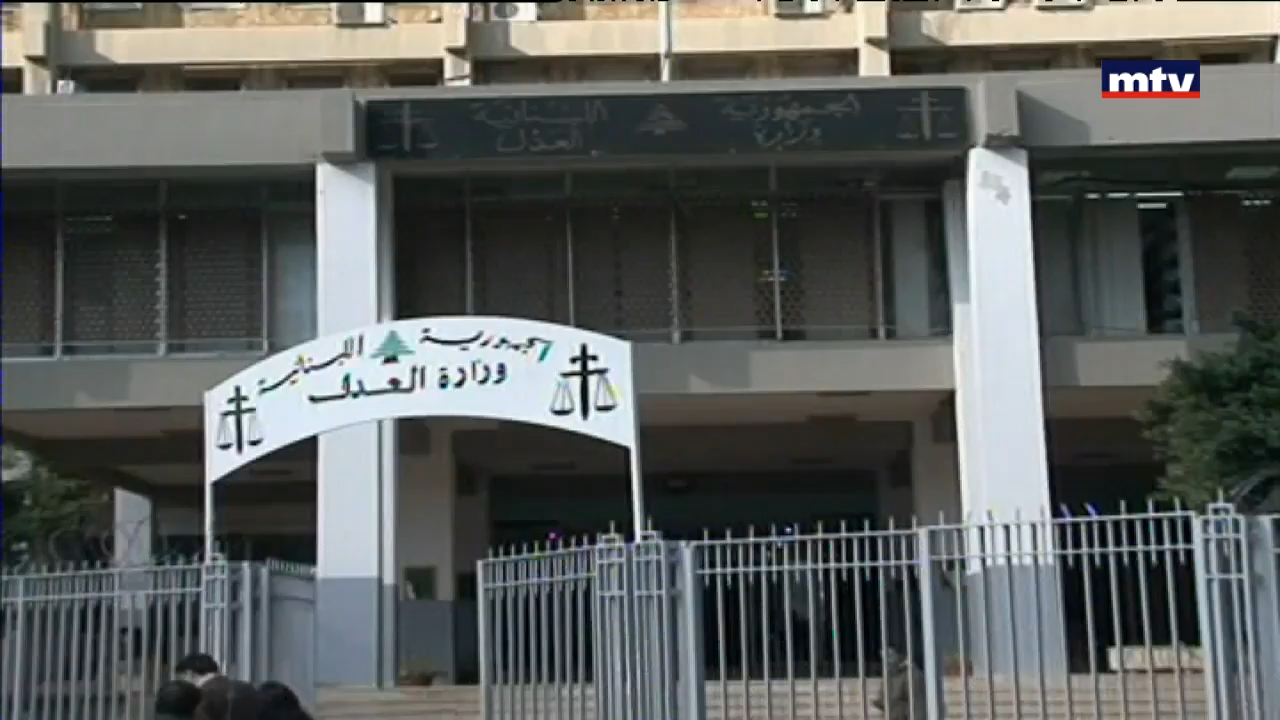 mtv
الجمهورية اللبنانية
وزارة العدل
الجمهورية اللبنانية
وزارة العدل